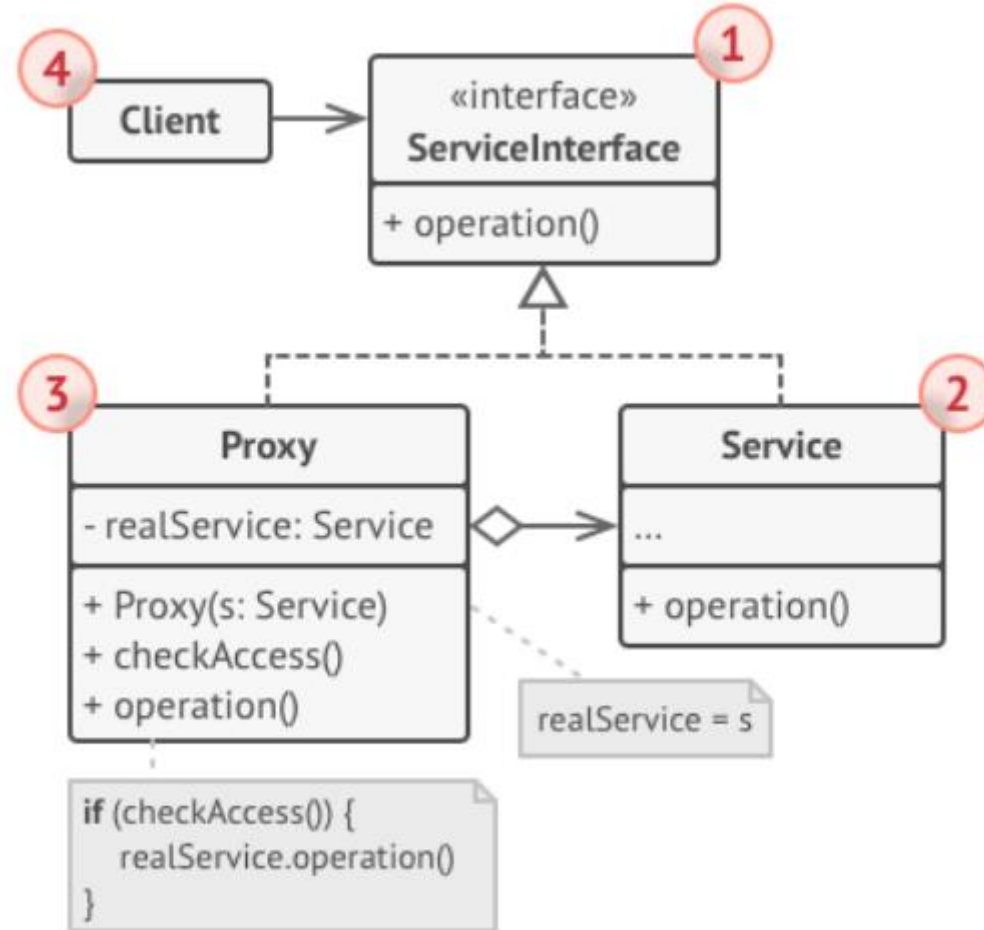 4
Client
1
«interface»
ServiceInterface
+ operation()
3
Proxy
- realService: Service
+ Proxy(s: Service)
+ checkAccess()
+ operation()
2
Service
...
+ operation()
realService = s
if (checkAccess()) {
realService.operation()
}